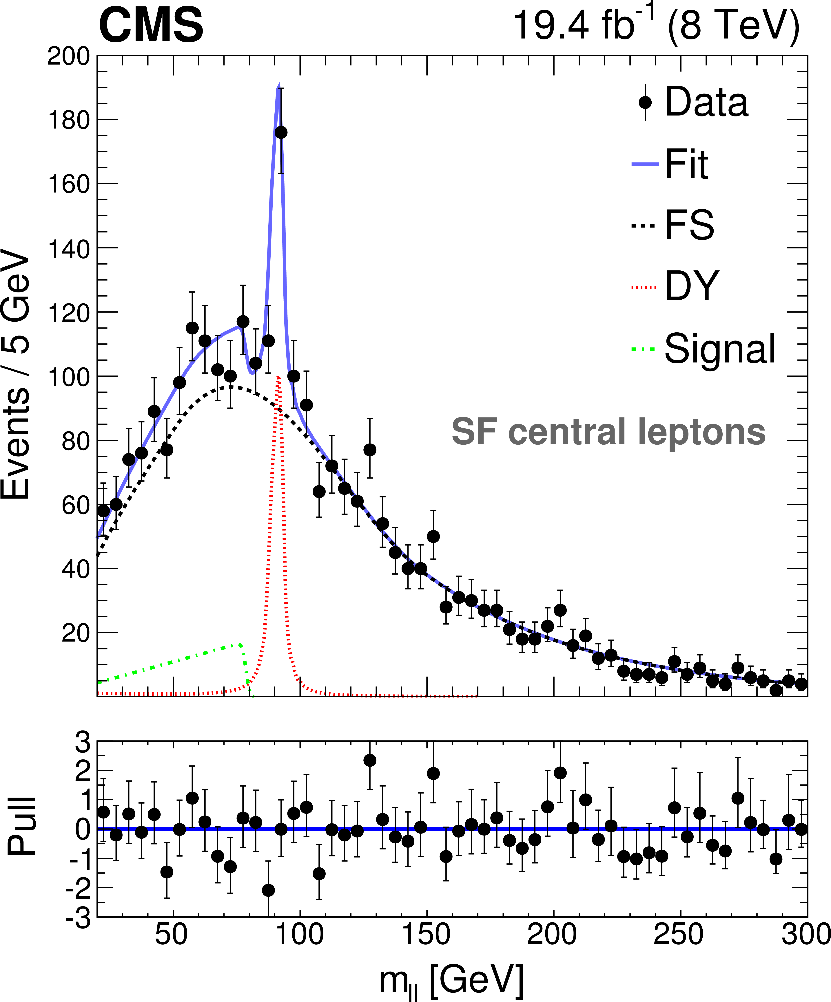 CMS 19.4 fb⁻¹ (8 TeV)
Events / 5 GeV
200
180
160
140
120
100
80
60
40
20
Data
Fit
FS
DY
Signal
SF central leptons
Pull
3
2
1
0
-1
-2
-3
50 100 150 200 250 300
mll [GeV]